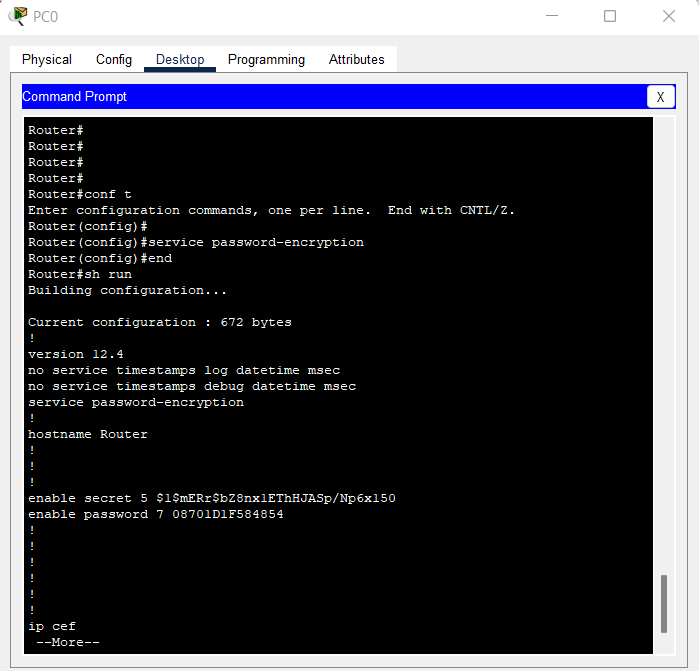 PC0
Physical Config Desktop Programming Attributes
Command Prompt X
Router#
Router#
Router#
Router#
Router#conf t
Enter configuration commands, one per line.  End with CNTL/Z.
Router(config)#
Router(config)#service password-encryption
Router(config)#end
Router#sh run
Building configuration...
Current configuration : 672 bytes
!
version 12.4
no service timestamps log datetime msec
no service timestamps debug datetime msec
service password-encryption
!
hostname Router
!
!
!
enable secret 5 $1$mERr$bZ8nx1EThHJASp/Np6x150
enable password 7 08701D1F584854
!
!
!
!
!
!
ip cef
--More--